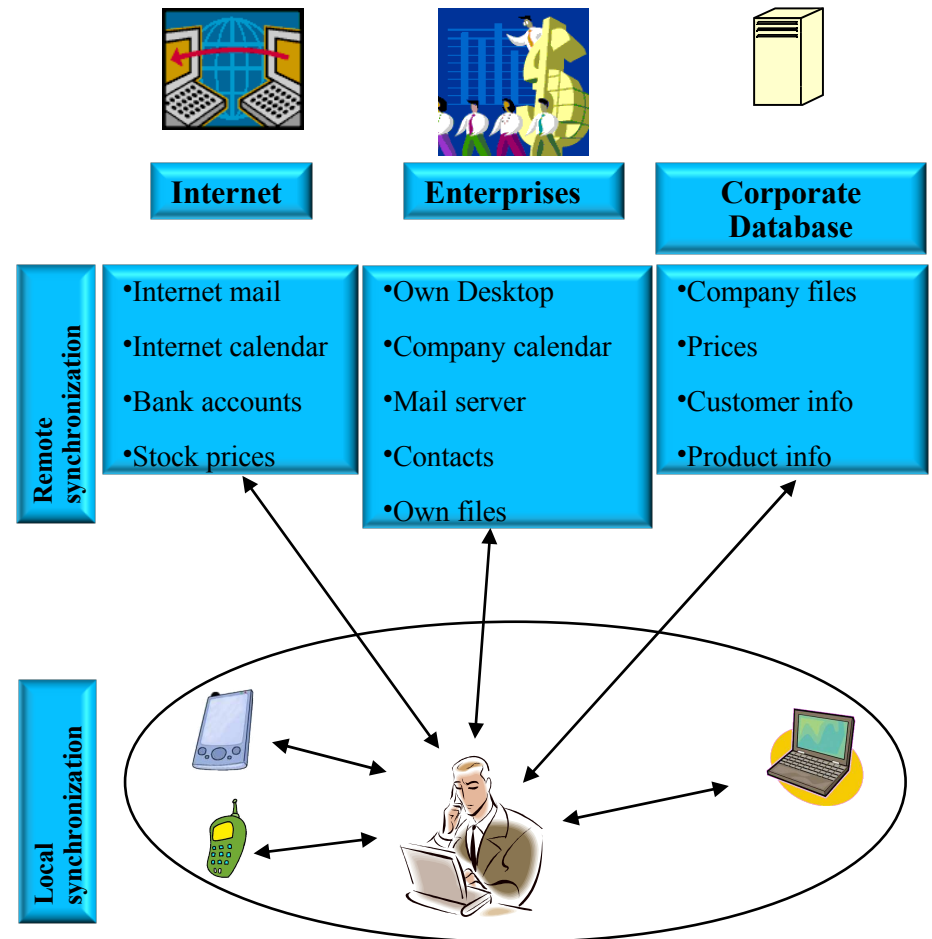 Internet
Enterprises
Corporate
Database
Remote
synchronization
•Internet mail
•Internet calendar
•Bank accounts
•Stock prices
•Own Desktop
•Company calendar
•Mail server
•Contacts
•Own files
•Company files
•Prices
•Customer info
•Product info
Local
synchronization